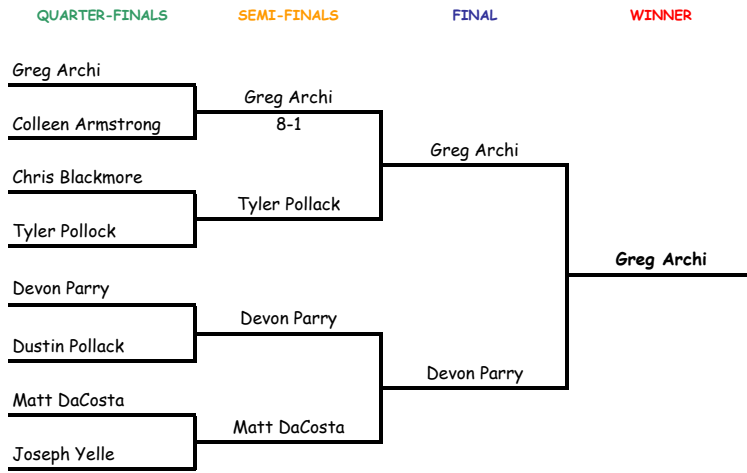 QUARTER-FINALS SEMI-FINALS FINAL WINNER
Greg Archi
Colleen Armstrong
Chris Blackmore
Tyler Pollock
Devon Parry
Dustin Pollack
Matt DaCosta
Joseph Yelle
Greg Archi
8-1
Tyler Pollack
Devon Parry
Matt DaCosta
Greg Archi
Devon Parry
Greg Archi